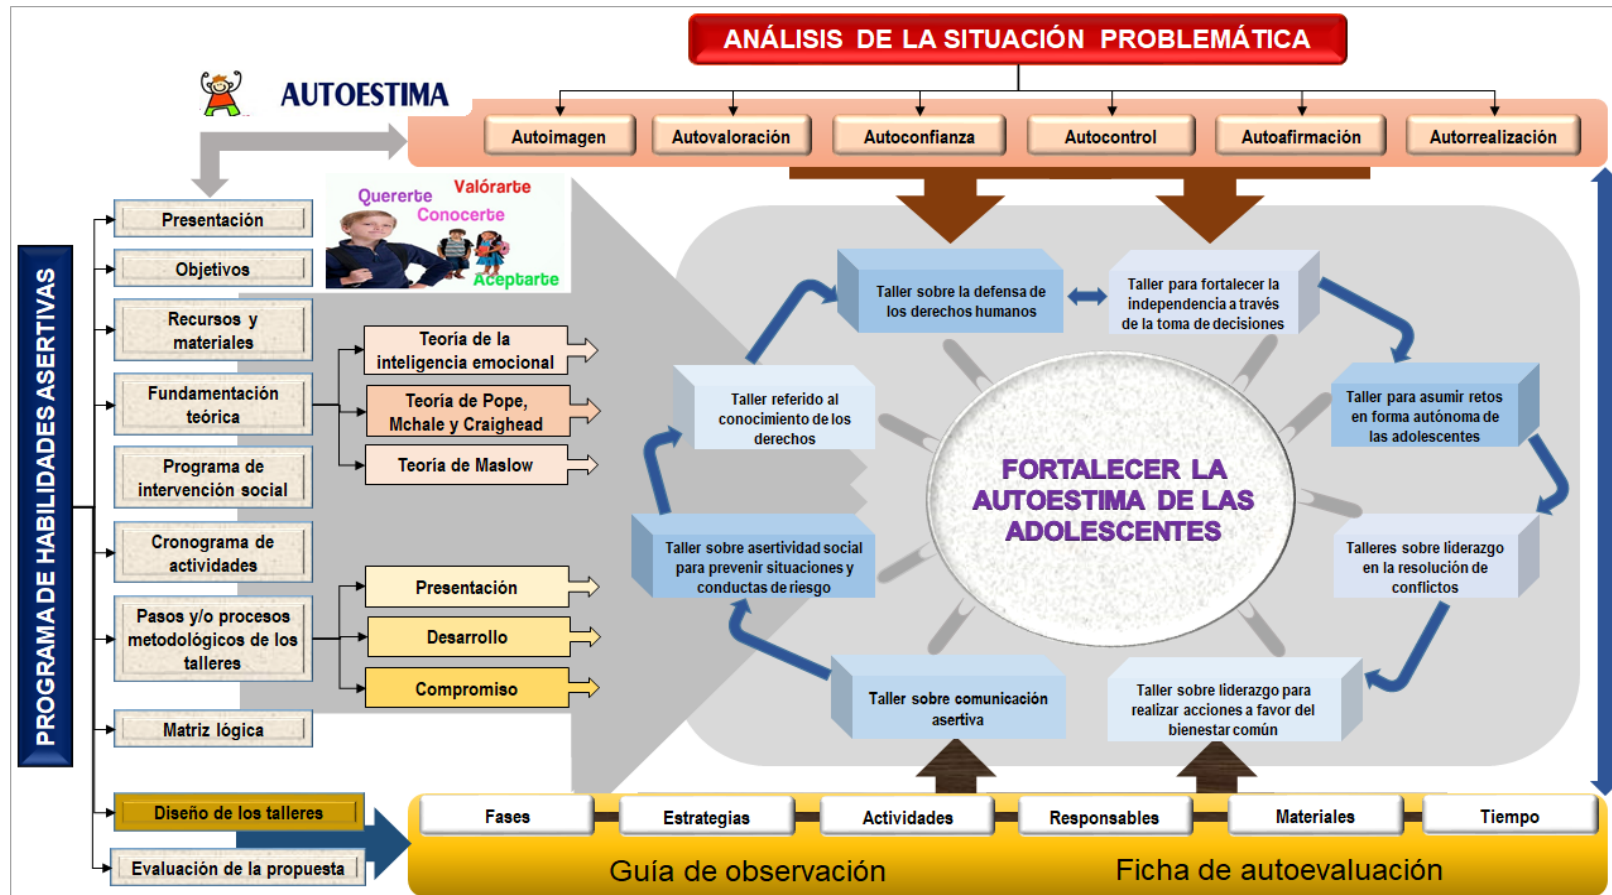 ANÁLISIS DE LA SITUACIÓN PROBLEMÁTICA
AUTOESTIMA
Autoimagen
Autovaloración
Autoconfianza
Autocontrol
Autoafirmación
Autorrealización
PROGRAMA DE HABILIDADES ASERTIVAS
Presentación
Objetivos
Recursos y
materiales
Fundamentación
teórica
Programa de
intervención social
Cronograma de
actividades
Pasos y/o procesos
metodológicos de los
talleres
Matriz lógica
Diseño de los talleres
Evaluación de la propuesta
Valórarte
Quererte
Conocerte
Aceptarte
Teoría de la
inteligencia emocional
Teoría de Pope,
Mchale y Craighead
Teoría de Maslow
Presentación
Desarrollo
Compromiso
Taller sobre la defensa de
los derechos humanos
Taller para fortalecer la
independencia a través
de la toma de decisiones
Taller referido al
conocimiento de los
derechos
Taller para asumir retos
en forma autónoma de
las adolescentes
FORTALECER LA
AUTOESTIMA DE LAS
ADOLESCENTES
Taller sobre asertividad social
para prevenir situaciones y
conductas de riesgo
Talleres sobre liderazgo
en la resolución de
conflictos
Taller sobre comunicación
asertiva
Taller sobre liderazgo para
realizar acciones a favor del
bienestar común
Fases
Estrategias
Actividades
Responsables
Materiales
Tiempo
Guía de observación
Ficha de autoevaluación